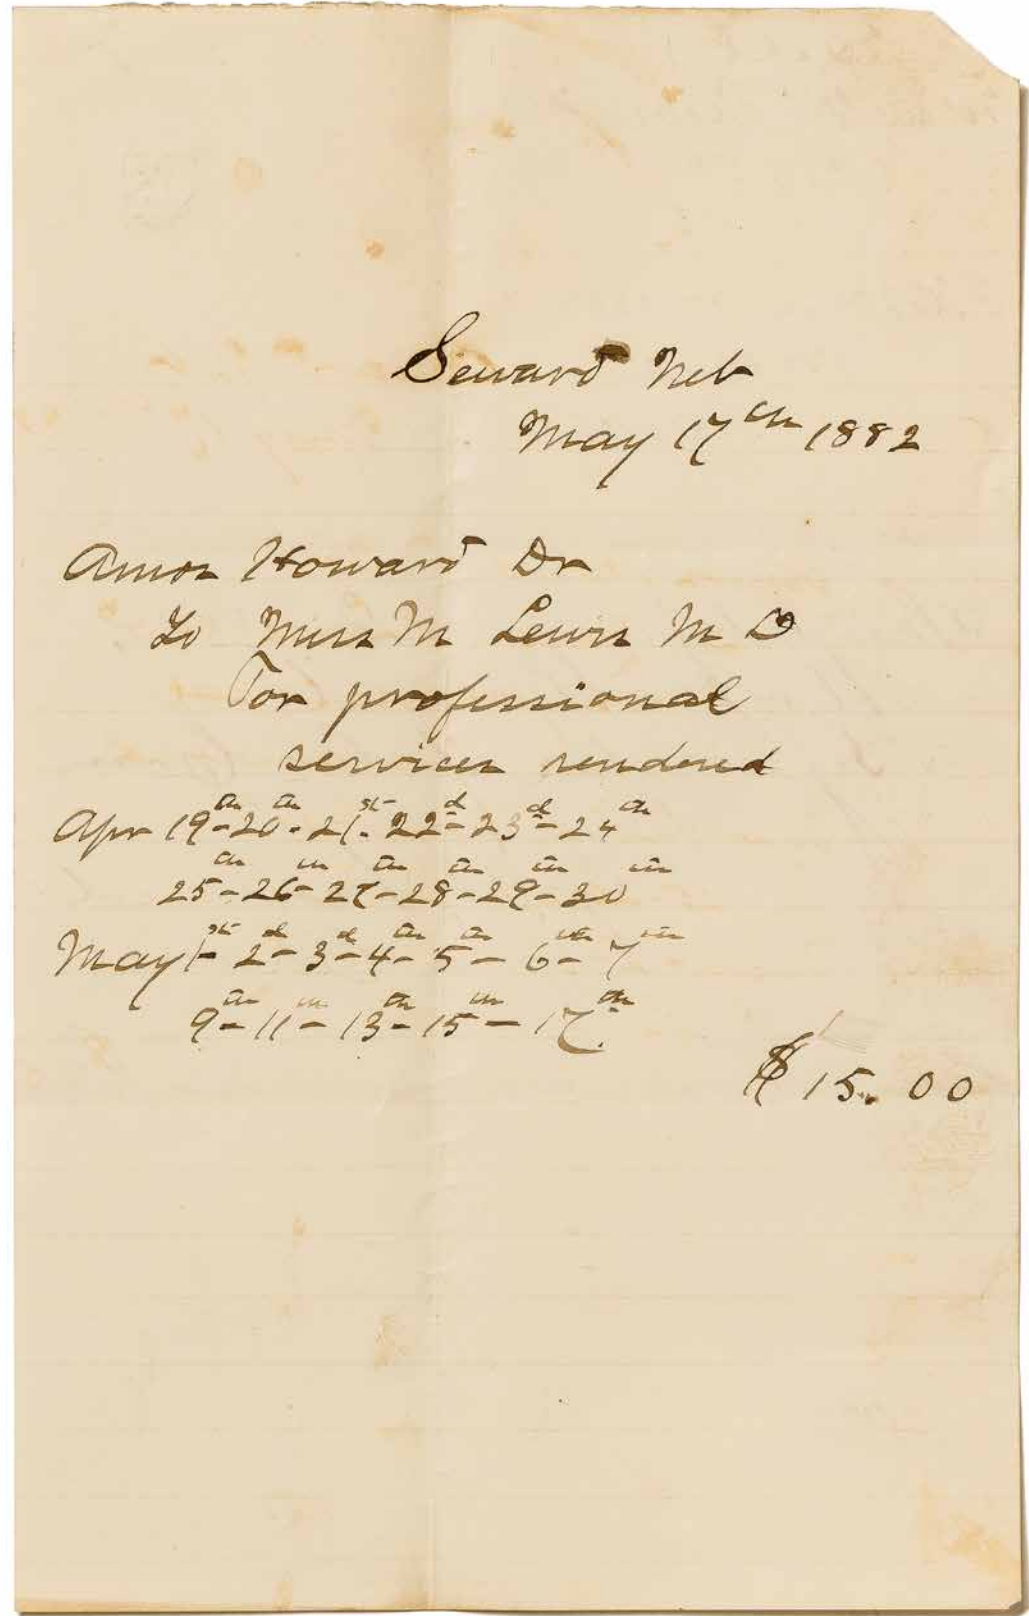 Seward Neb
May 17th 1882
Amos Howard Dr
To Miss M Lewis M D
For professional
services rendered
Apr 19th-20th-21st-22d-23d-24th
25th-26th-27th-28th-29th-30th
May 1st-2d-3d-4th-5th-6th-7th
9th-11th-13th-15th-17th.
$15.00